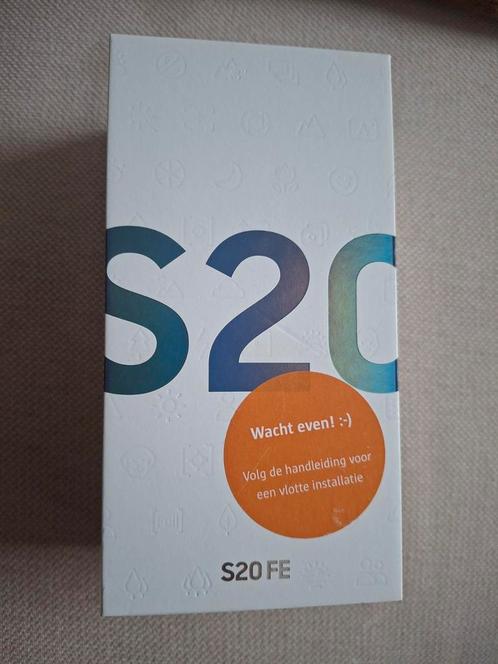 S20
Wacht even! :-)
Volg de handleiding voor
een vlotte installatie
S20 FE